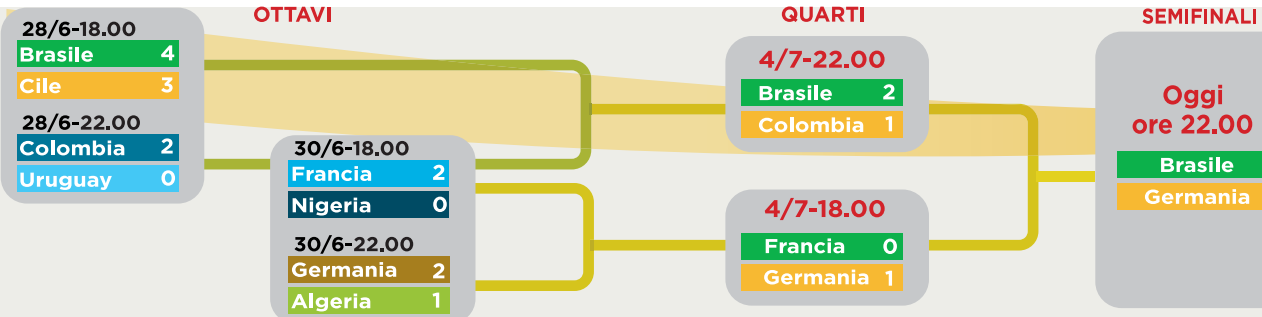 OTTAVI
28/6-18.00
Brasile 4
Cile 3
28/6-22.00
Colombia 2
Uruguay 0
30/6-18.00
Francia 2
Nigeria 0
30/6-22.00
Germania 2
Algeria 1
QUARTI
4/7-22.00
Brasile 2
Colombia 1
4/7-18.00
Francia 0
Germania 1
SEMIFINALI
Oggi
ore 22.00
Brasile
Germania